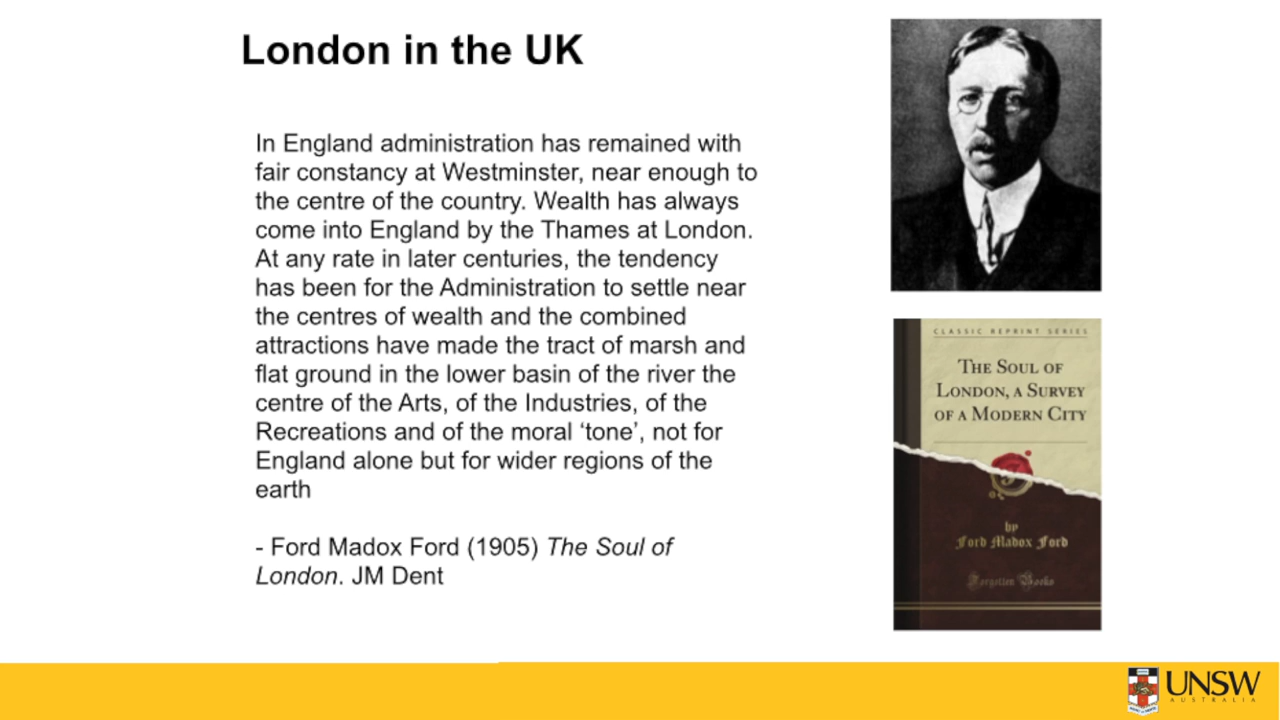 London in the UK
In England administration has remained with
fair constancy at Westminster, near enough to
the centre of the country. Wealth has always
come into England by the Thames at London.
At any rate in later centuries, the tendency
has been for the Administration to settle near
the centres of wealth and the combined
attractions have made the tract of marsh and
flat ground in the lower basin of the river the
centre of the Arts, of the Industries, of the
Recreations and of the moral ‘tone’, not for
England alone but for wider regions of the
earth
- Ford Madox Ford (1905) The Soul of
London. JM Dent
CLASSIC REPRINT SERIES
THE SOUL OF
LONDON, A SURVEY
OF A MODERN CITY
by
Ford Madox Ford
Forgotten Books
UNSW
AUSTRALIA